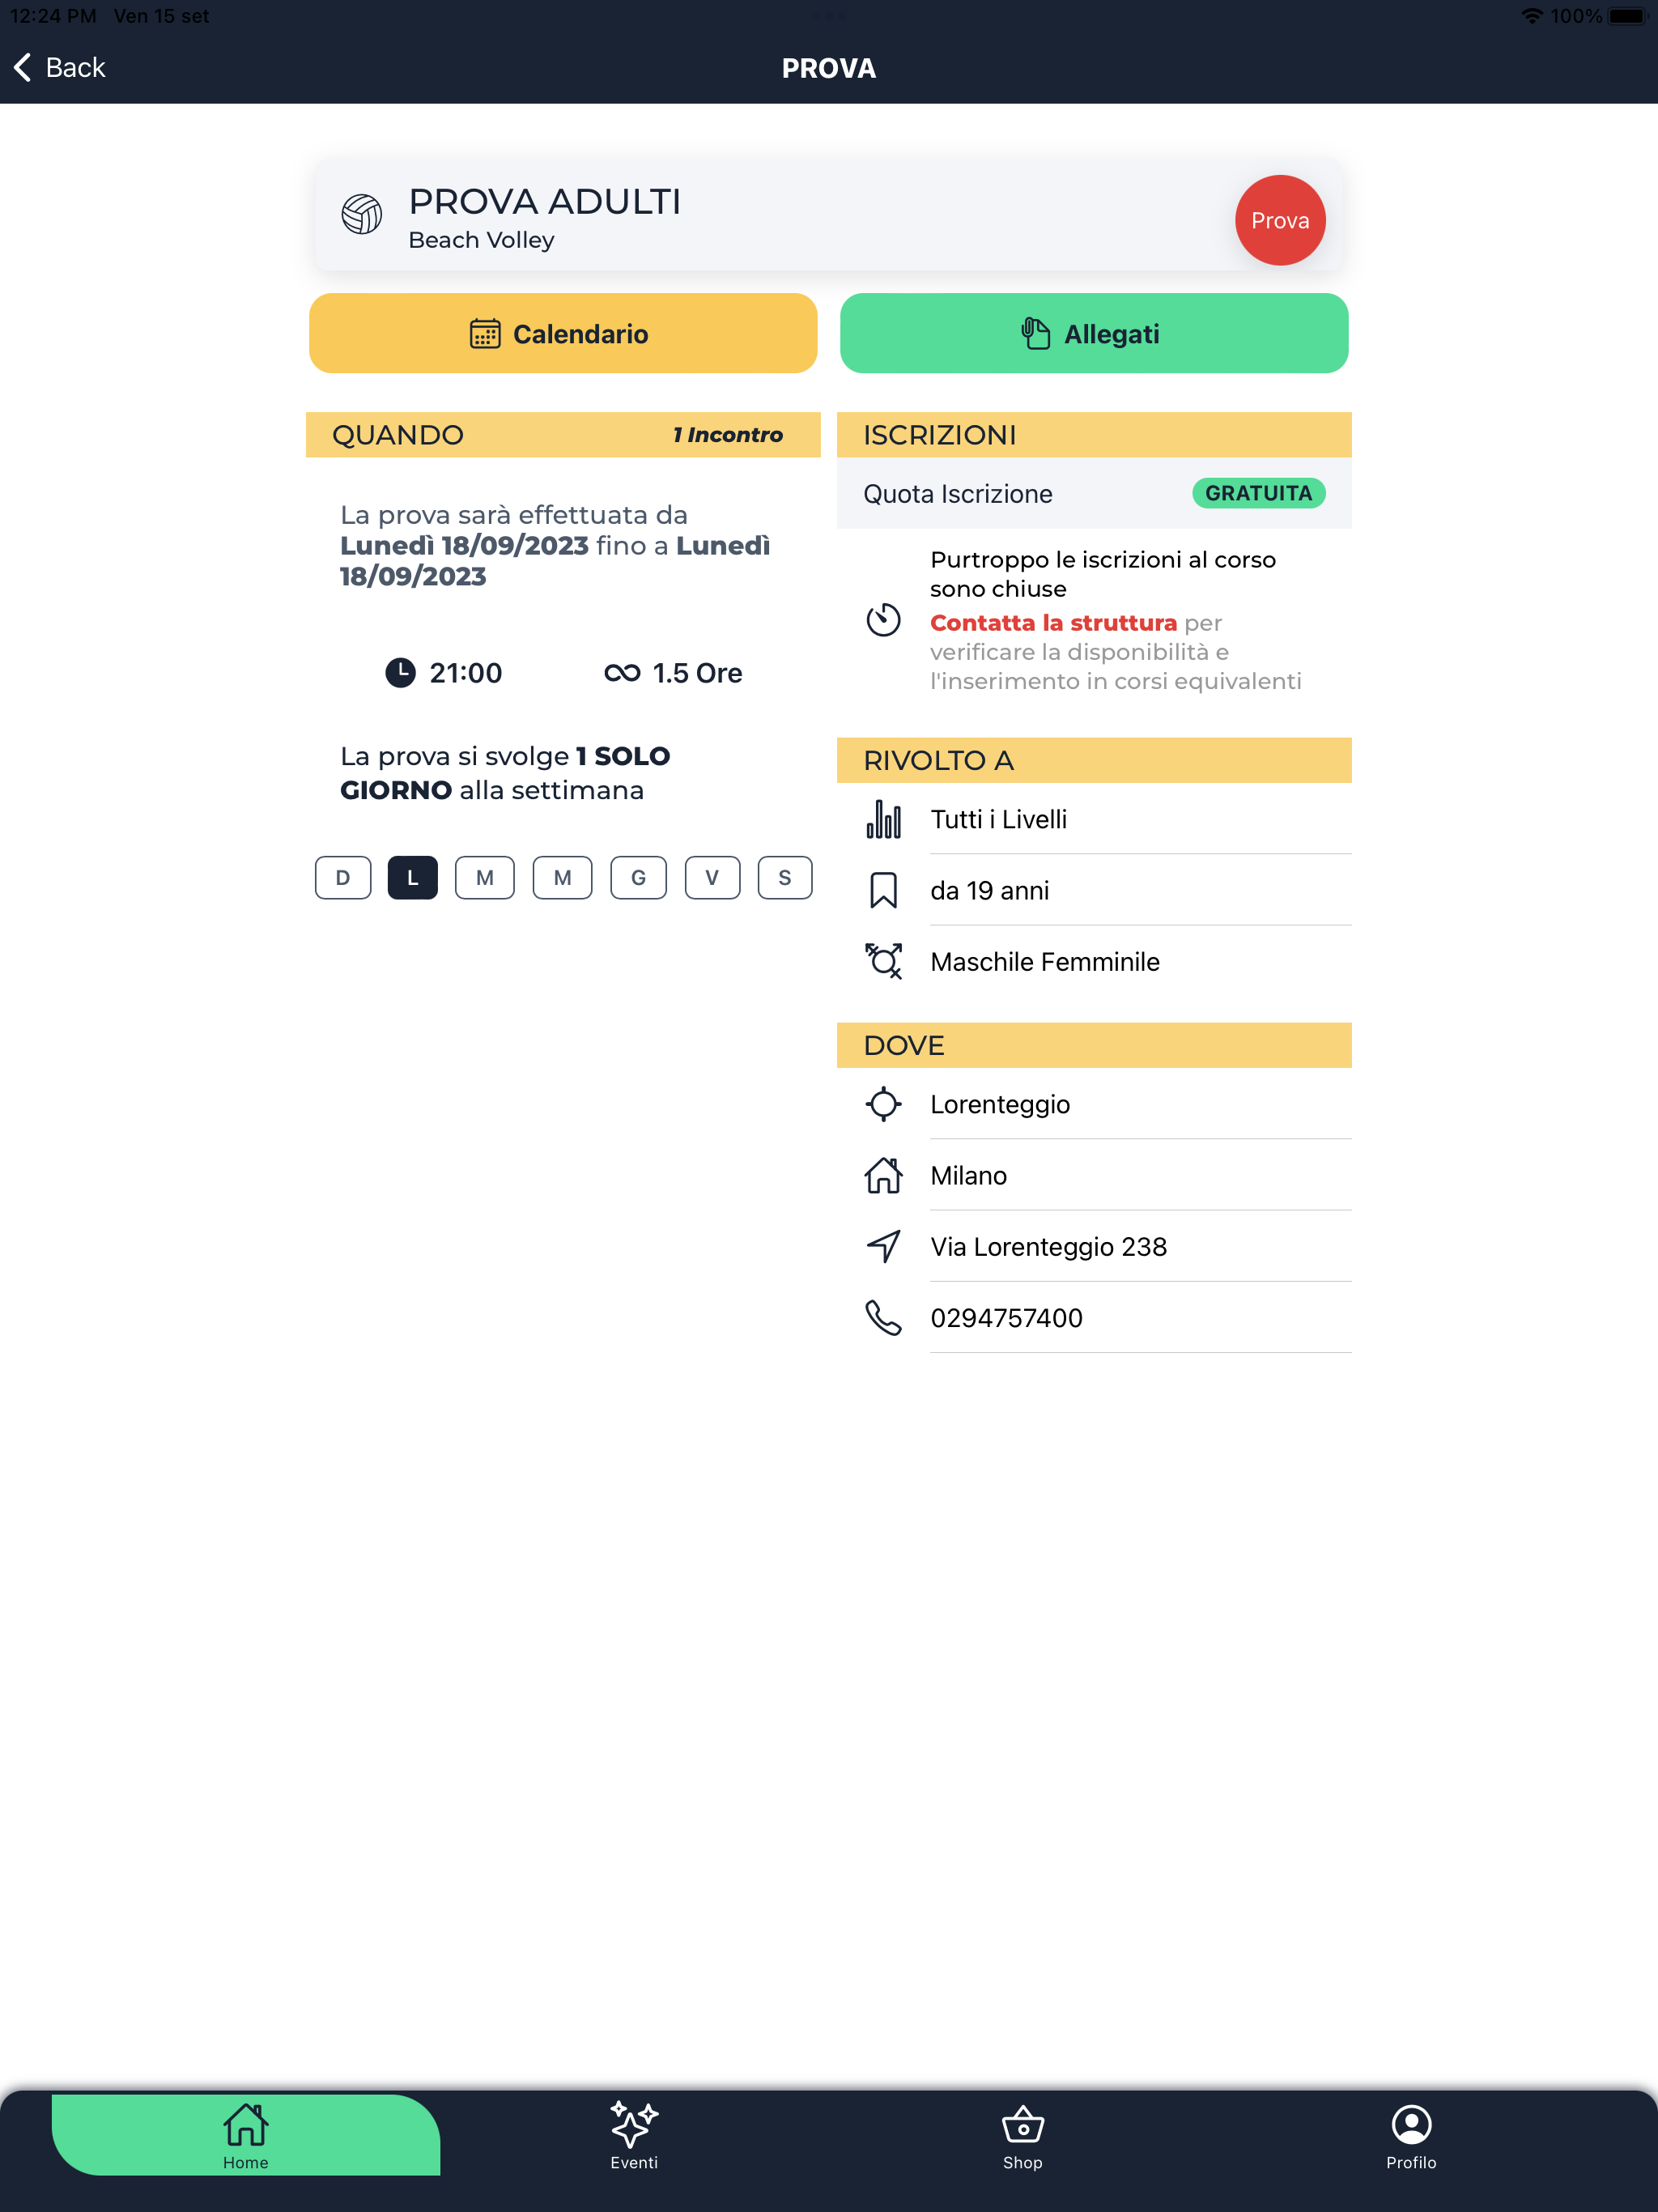 12:24 PM Ven 15 set
100%
Back
PROVA
PROVA ADULTI
Beach Volley
Prova
Calendario
Allegati
QUANDO
1 Incontro
La prova sarà effettuata da
Lunedì 18/09/2023 fino a Lunedì
18/09/2023
21:00
1.5 Ore
La prova si svolge 1 SOLO
GIORNO alla settimana
D L M M G V S
ISCRIZIONI
Quota Iscrizione
GRATUITA
Purtroppo le iscrizioni al corso
sono chiuse
Contatta la struttura per
verificare la disponibilità e
l'inserimento in corsi equivalenti
RIVOLTO A
Tutti i Livelli
da 19 anni
Maschile Femminile
DOVE
Lorenteggio
Milano
Via Lorenteggio 238
0294757400
Home
Eventi
Shop
Profilo